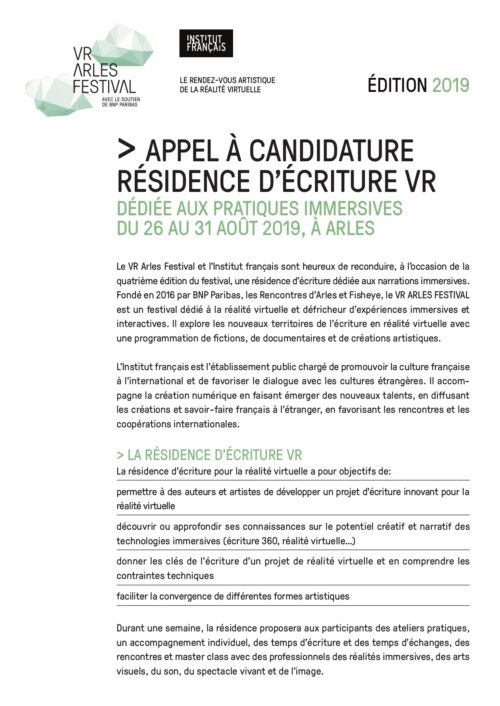 VR
ARLES
FESTIVAL
AVEC LE SOUTIEN
DE BNP PARIBAS
INSTITUT
FRANÇAIS
LE RENDEZ-VOUS ARTISTIQUE
DE LA RÉALITÉ VIRTUELLE
ÉDITION 2019
> APPEL À CANDIDATURE
RÉSIDENCE D'ÉCRITURE VR
DÉDIÉE AUX PRATIQUES IMMERSIVES
DU 26 AU 31 AOÛT 2019, À ARLES
Le VR Arles Festival et l'Institut français sont heureux de reconduire, à l'occasion de la
quatrième édition du festival, une résidence d'écriture dédiée aux narrations immersives.
Fondé en 2016 par BNP Paribas, les Rencontres d'Arles et Fisheye, le VR ARLES FESTIVAL
est un festival dédié à la réalité virtuelle et défricheur d'expériences immersives et
interactives. Il explore les nouveaux territoires de l'écriture en réalité virtuelle avec
une programmation de fictions, de documentaires et de créations artistiques.
L'Institut français est l'établissement public chargé de promouvoir la culture française
à l'international et de favoriser le dialogue avec les cultures étrangères. Il accom-
pagne la création numérique en faisant émerger des nouveaux talents, en diffusant
les créations et savoir-faire français à l'étranger, en favorisant les rencontres et les
coopérations internationales.
> LA RÉSIDENCE D'ÉCRITURE VR
La résidence d'écriture pour la réalité virtuelle a pour objectifs de:
permettre à des auteurs et artistes de développer un projet d'écriture innovant pour la
réalité virtuelle
découvrir ou approfondir ses connaissances sur le potentiel créatif et narratif des
technologies immersives (écriture 360, réalité virtuelle...)
donner les clés de l'écriture d'un projet de réalité virtuelle et en comprendre les
contraintes techniques
faciliter la convergence de différentes formes artistiques
Durant une semaine, la résidence proposera aux participants des ateliers pratiques,
un accompagnement individuel, des temps d'écriture et des temps d'échanges, des
rencontres et master class avec des professionnels des réalités immersives, des arts
visuels, du son, du spectacle vivant et de l'image.